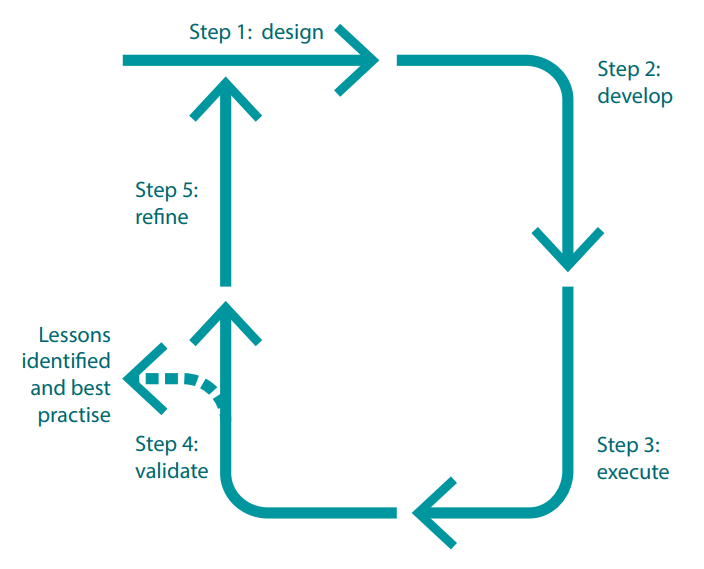 Step 1: design
Step 2:
develop
Step 3:
execute
Step 4:
validate
Lessons
identified
and best
practise
Step 5:
refine